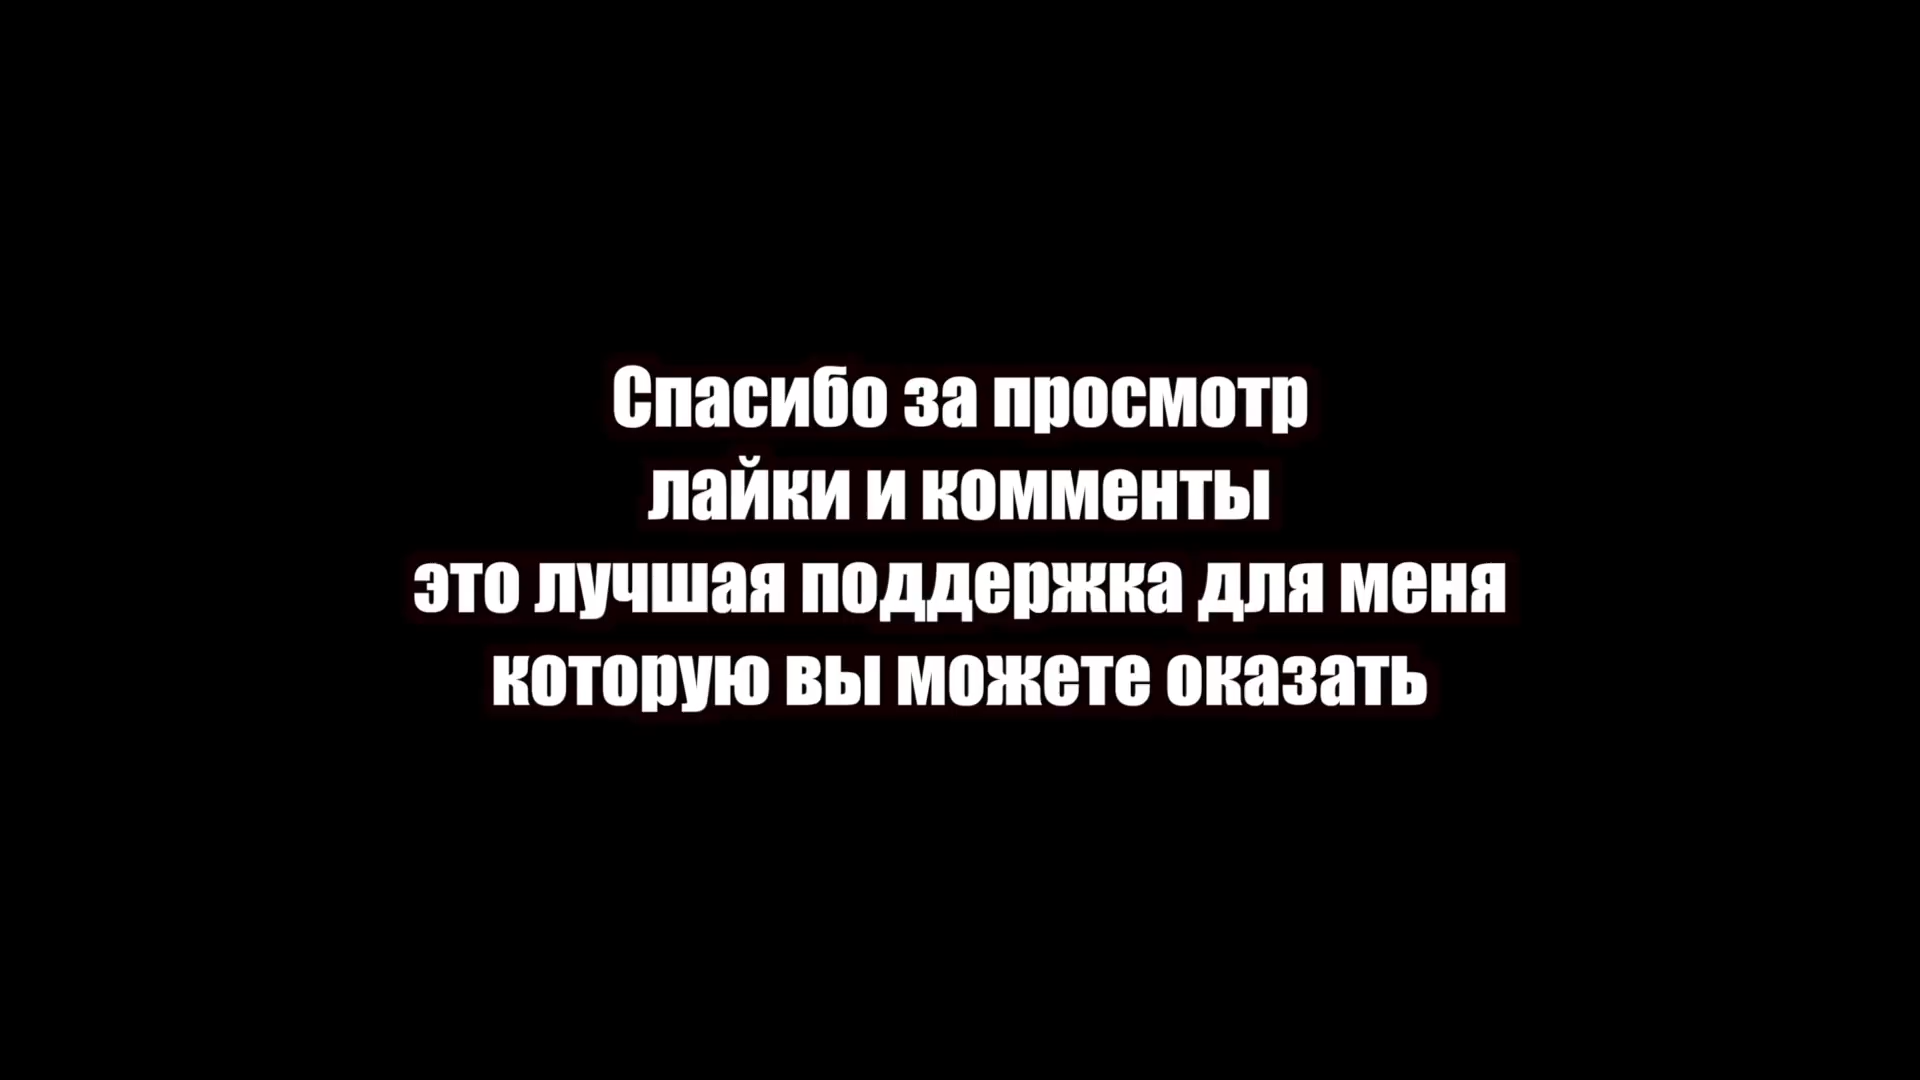 Спасибо за просмотр
лайки и комменты
это лучшая поддержка для меня
которую вы можете оказать